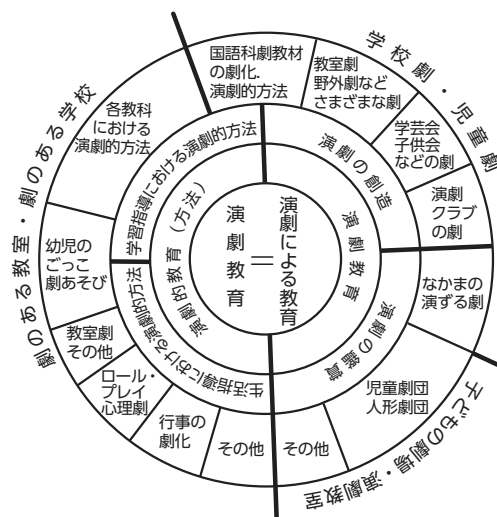 学校劇・児童劇
子どもの劇場・演劇教室
劇のある教室・劇のある学校
国語科劇教材
の劇化.
演劇的方法
教室劇
野外劇など
さまざまな劇
学芸会
子供会
などの劇
演劇
クラブ
の劇
なかまの
演ずる劇
児童劇団
人形劇団
その他
その他
行事の
劇化
ロール・
プレイ
心理劇
教室劇
その他
幼児の
ごっこ
劇あそび
各教科
における
演劇的方法
学習指導における演劇的方法
生活指導における演劇的方法
演劇の創造
演劇の鑑賞
演劇的教育(方法)
演劇教育
演劇による教育
=
演劇教育